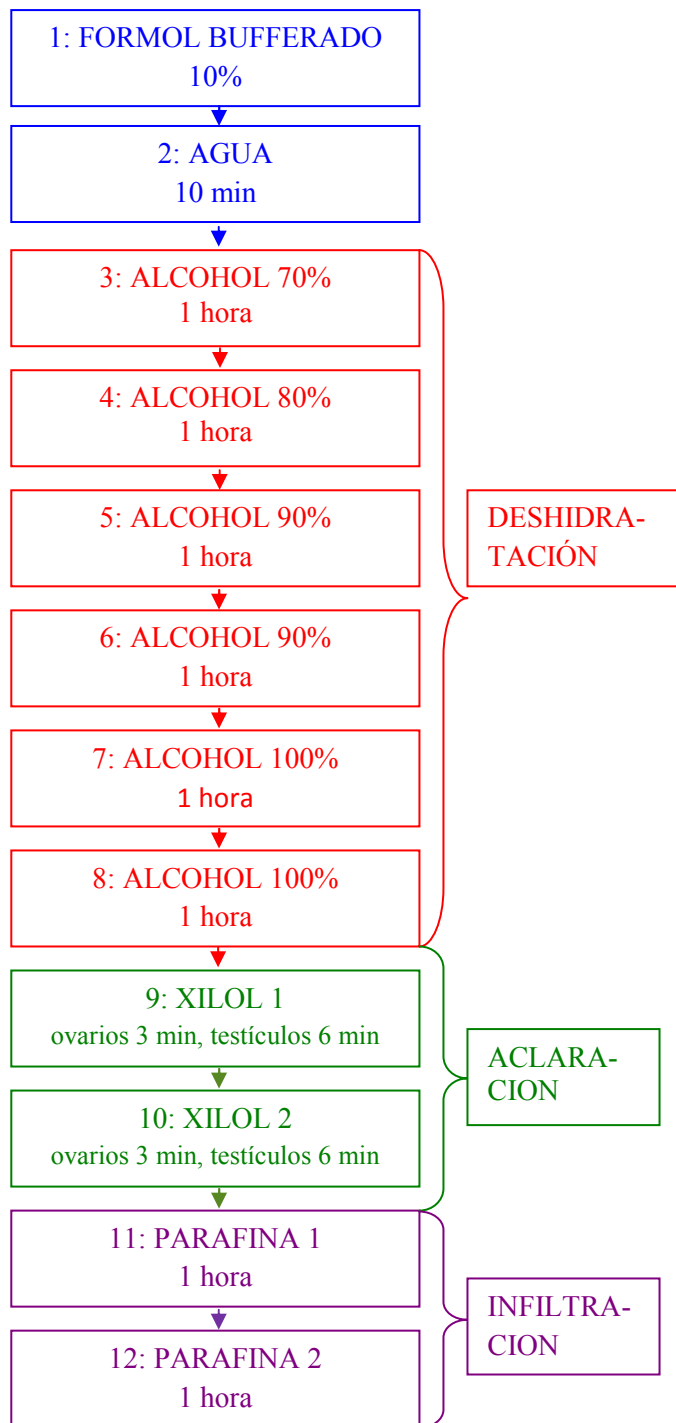 1: FORMOL BUFFERADO
10%
2: AGUA
10 min
3: ALCOHOL 70%
1 hora
4: ALCOHOL 80%
1 hora
5: ALCOHOL 90%
1 hora
6: ALCOHOL 90%
1 hora
7: ALCOHOL 100%
1 hora
8: ALCOHOL 100%
1 hora
DESHIDRA-
TACIÓN
9: XILOL 1
ovarios 3 min, testículos 6 min
10: XILOL 2
ovarios 3 min, testículos 6 min
ACLARA-
CION
11: PARAFINA 1
1 hora
12: PARAFINA 2
1 hora
INFILTRA-
CION